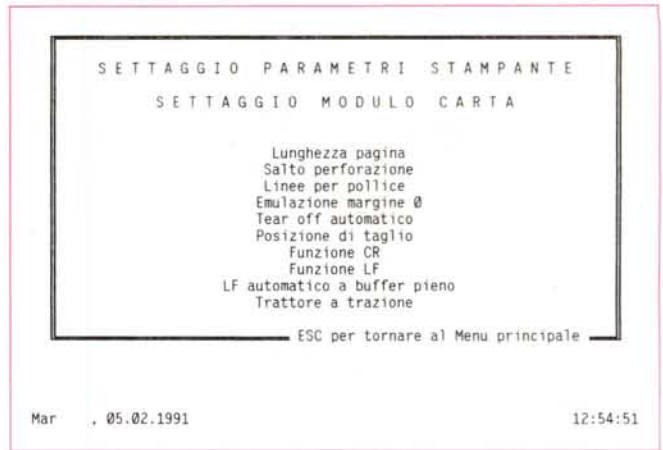 SETTAGGIO PARAMETRI STAMPANTE
SETTAGGIO MODULO CARTA
Lunghezza pagina
Salto perforazione
Linee per pollice
Emulazione margine Ø
Tear off automatico
Posizione di taglio
Funzione CR
Funzione LF
LF automatico a buffer pieno
Trattore a trazione
ESC per tornare al Menu principale
Mar , Ø5.Ø2.1991 12:54:51